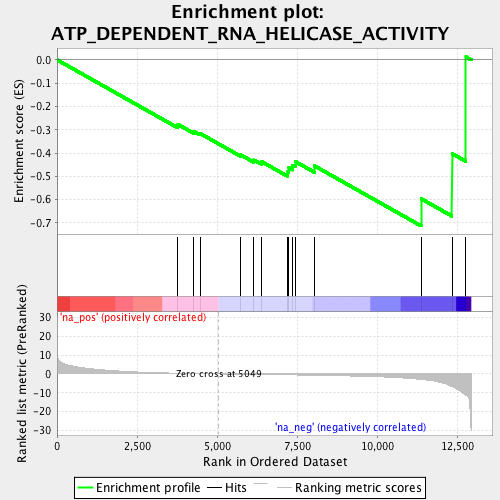 Enrichment plot:
ATP_DEPENDENT_RNA_HELICASE_ACTIVITY
Enrichment score (ES)
0.0
-0.1
-0.2
-0.3
-0.4
-0.5
-0.6
-0.7
'na_pos' (positively correlated)
Ranked list metric (PreRanked)
30
20
10
0
-10
-20
-30
Zero cross at 5049
'na_neg' (negatively correlated)
0
2,500
5,000
7,500
10,000
12,500
Rank in Ordered Dataset
Enrichment profile
Hits
Ranking metric scores